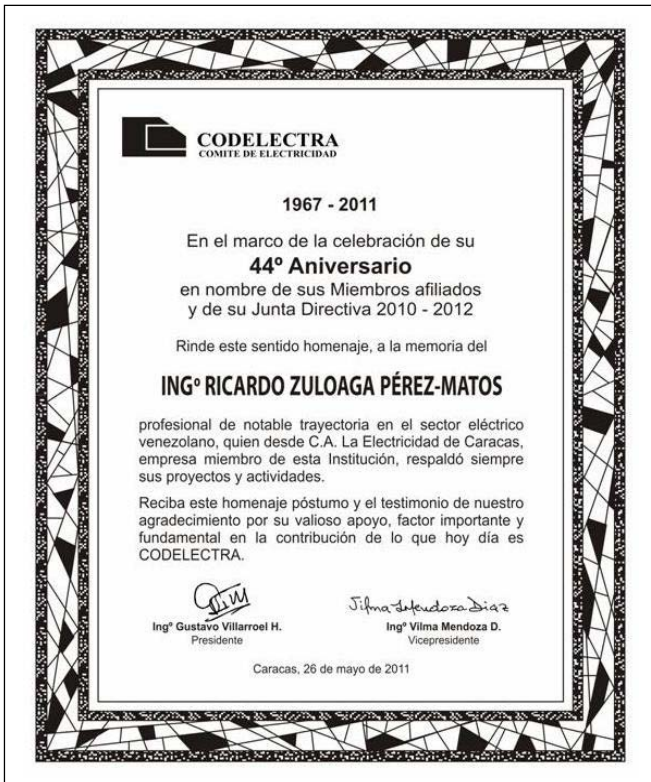 CODELECTRA
COMITE DE ELECTRICIDAD
1967 - 2011
En el marco de la celebración de su
44º Aniversario
en nombre de sus Miembros afiliados
y de su Junta Directiva 2010 - 2012
Rinde este sentido homenaje, a la memoria del
INGº RICARDO ZULOAGA PÉREZ-MATOS
profesional de notable trayectoria en el sector eléctrico
venezolano, quien desde C.A. La Electricidad de Caracas,
empresa miembro de esta Institución, respaldó siempre
sus proyectos y actividades.
Reciba este homenaje póstumo y el testimonio de nuestro
agradecimiento por su valioso apoyo, factor importante y
fundamental en la contribución de lo que hoy día es
CODELECTRA.
Vilma Mendoza Diaz
Ingº Gustavo Villarroel H.
Presidente
Ingº Vilma Mendoza D.
Vicepresidente
Caracas, 26 de mayo de 2011